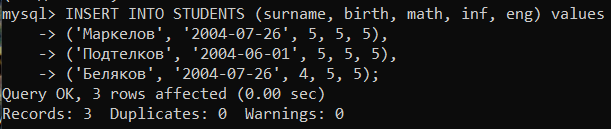 mysql> INSERT INTO STUDENTS (surname, birth, math, inf, eng) values
-> ('Маркелов', '2004-07-26', 5, 5, 5),
-> ('Подтелков', '2004-06-01', 5, 5, 5),
-> ('Беляков', '2004-07-26', 4, 5, 5);
Query OK, 3 rows affected (0.00 sec)
Records: 3  Duplicates: 0  Warnings: 0